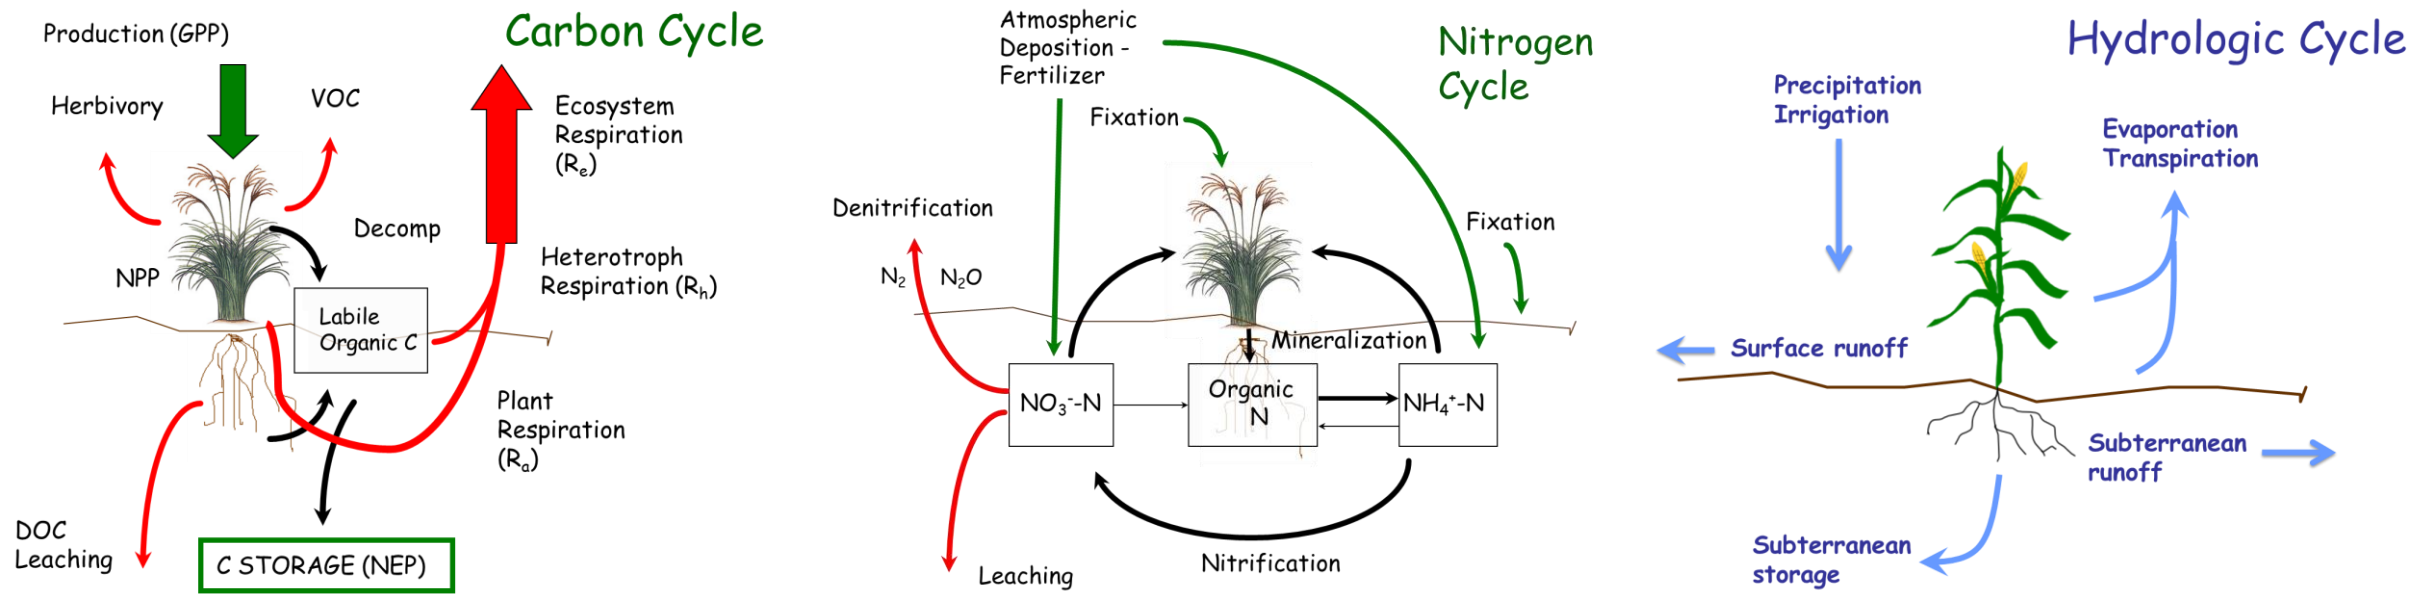 Carbon Cycle
Production (GPP)
Herbivory
VOC
Ecosystem
Respiration
(Re)
Decomp
NPP
Heterotroph
Respiration (Rh)
Labile
Organic C
Plant
Respiration
(Ra)
DOC
Leaching
C STORAGE (NEP)
Nitrogen
Cycle
Atmospheric
Deposition -
Fertilizer
Fixation
Denitrification
Fixation
N2
N2O
Mineralization
NO3--N
Organic
N
NH4+-N
Leaching
Nitrification
Hydrologic Cycle
Precipitation
Irrigation
Evaporation
Transpiration
Surface runoff
Subterranean
runoff
Subterranean
storage